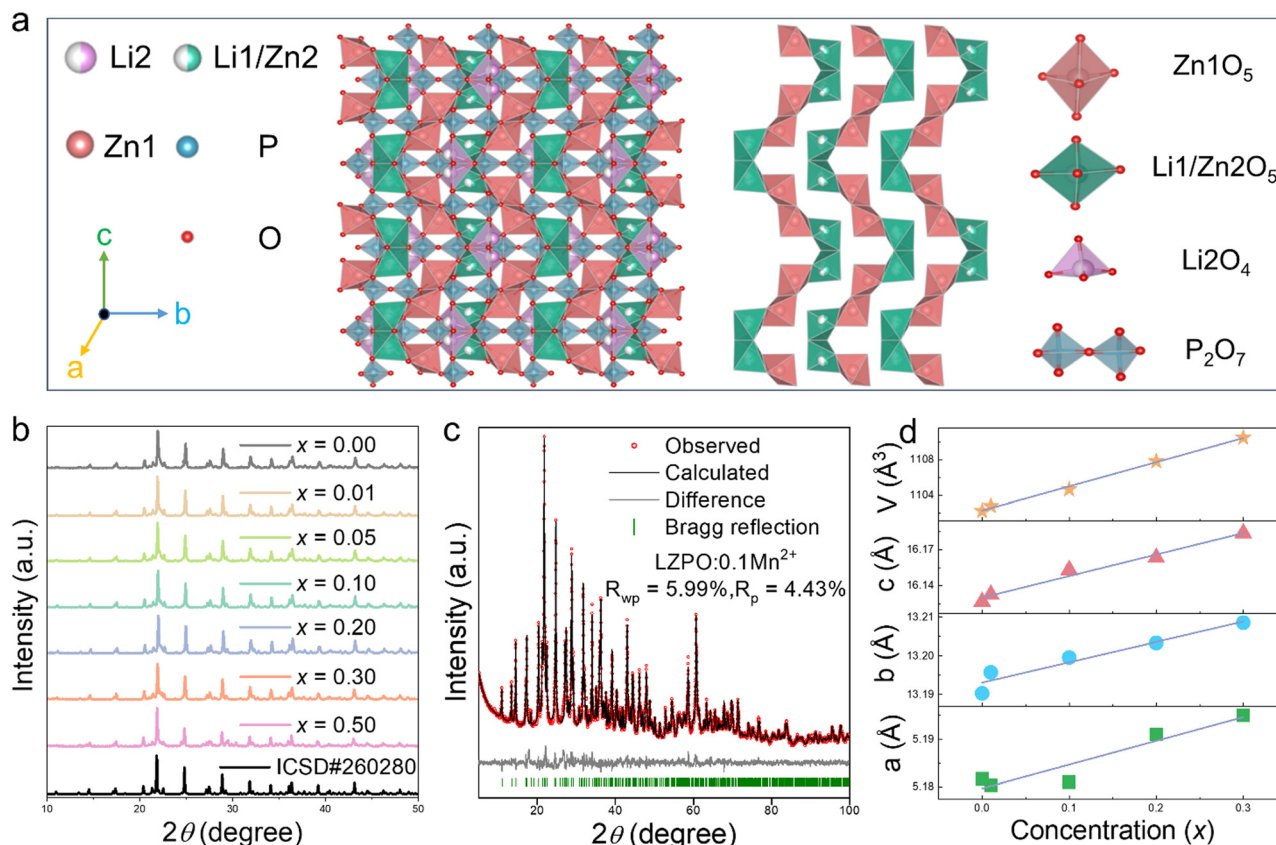 a
Li2 Li1/Zn2
Zn1 P
O
c
b
a
Zn1O₅
Li1/Zn2O₅
Li2O₄
P₂O₇
b
Intensity (a.u.)
x = 0.00
x = 0.01
x = 0.05
x = 0.10
x = 0.20
x = 0.30
x = 0.50
ICSD#260280
10 20 30 40 50
2θ (degree)
c
Intensity (a.u.)
Observed
Calculated
Difference
Bragg reflection
LZPO:0.1Mn²⁺
Rwp = 5.99%,Rp = 4.43%
20 40 60 80 100
2θ (degree)
d
V (Å³)
1108
1104
c (Å)
16.17
16.14
b (Å)
13.21
13.20
13.19
a (Å)
5.19
5.18
0.0 0.1 0.2 0.3
Concentration (x)